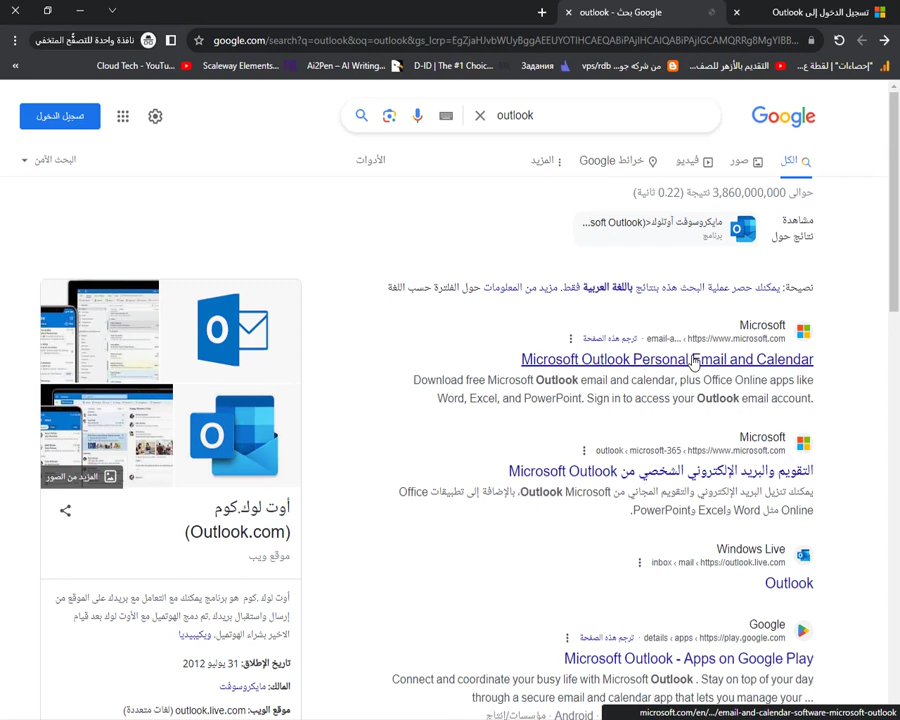 تسجيل الدخول إلى Outlook
outlook - بحث Google
google.com/search?q=outlook&oq=outlook&gs_lcrp=EgZjaHJvbWUyBggAEEUYOTIHCAEQABiPAjIHCAIQABiPAjIGCAMQRRg8MgYIBB...
نافذة واحدة للتصفُّح المتخفي
"إحصاءات" | لقطة ع...
التقديم بالأزهر للصف...
من شركه جو... vps/rdb
Задания
D-ID | The #1 Choic...
Ai2Pen – AI Writing...
Scaleway Elements...
Cloud Tech - YouTu...
«
Google
outlook
تسجيل الدخول
الكل
صور
فيديو
خرائط Google
المزيد
الأدوات
البحث الآمن
حوالى 3,860,000,000 نتيجة (0.22 ثانية)
مشاهدة نتائج حول
مايكروسوفت أوتلوك<(soft Outlook...
برنامج
نصيحة: يمكنك حصر عملية البحث هذه بنتائج باللغة العربية فقط. مزيد من المعلومات حول الفلترة حسب اللغة
Microsoft
https://www.microsoft.com › email-a... ترجم هذه الصفحة
Microsoft Outlook Personal Email and Calendar
Download free Microsoft Outlook email and calendar, plus Office Online apps like
Word, Excel, and PowerPoint. Sign in to access your Outlook email account.
Microsoft
https://www.microsoft.com › microsoft-365 › outlook
التقويم والبريد الإلكتروني الشخصي من Microsoft Outlook
يمكنك تنزيل البريد الإلكتروني والتقويم المجاني من Microsoft Outlook، بالإضافة إلى تطبيقات Office
Online مثل Word وExcel وPowerPoint.
Windows Live
https://outlook.live.com › mail › inbox
Outlook
Google
https://play.google.com › apps › details ترجم هذه الصفحة
Microsoft Outlook - Apps on Google Play
Connect and coordinate your busy life with Microsoft Outlook . Stay on top of your day
through a secure email and calendar app that lets you manage your ...
المزيد من الصور
أوت لوك.كوم
(Outlook.com)
موقع ويب
أوت لوك .كوم هو برنامج يمكنك مع التعامل مع بريدك على الموقع من
إرسال واستقبال بريدك .تم دمج الهوتميل مع الأوت لوك بعد قيام
الاخير بشراء الهوتميل. ويكيبيديا
تاريخ الإطلاق: 31 يوليو 2012
المالك: مايكروسوفت
موقع الويب: outlook.live.com (لغات متعددة)
microsoft.com/en/.../email-and-calendar-software-microsoft-outlook